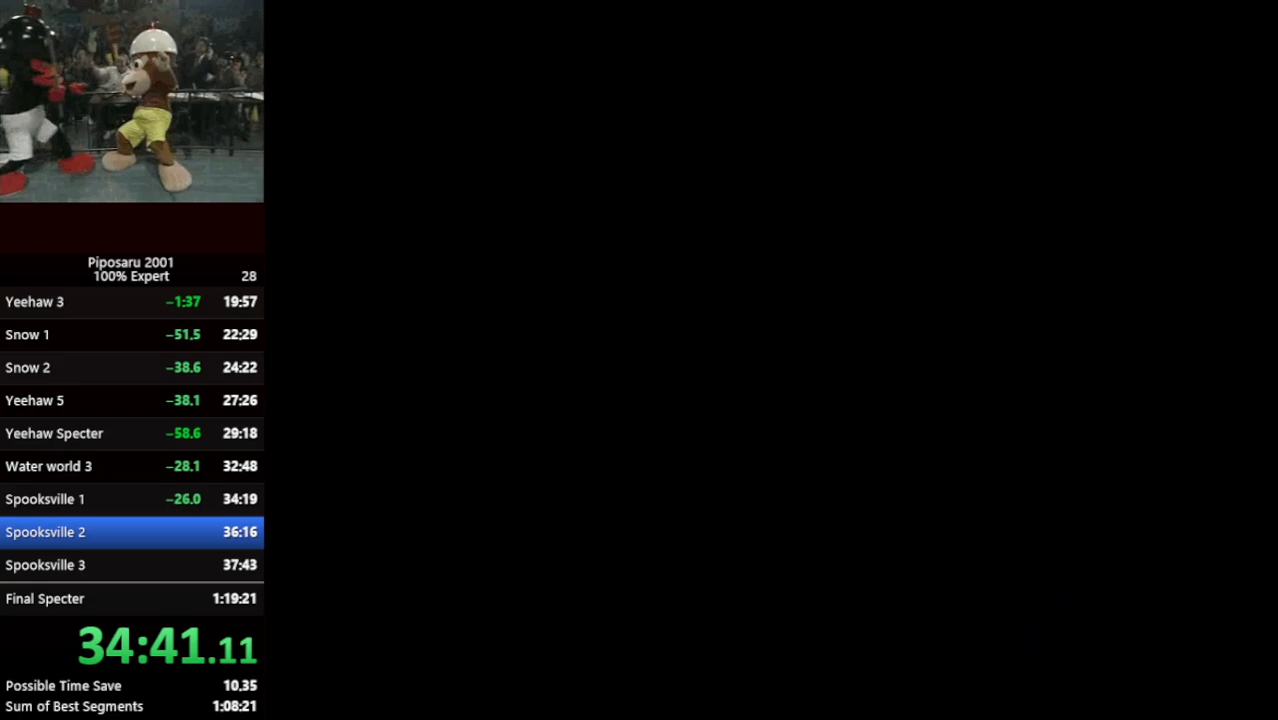 Piposaru 2001
100% Expert 28
Yeehaw 3 −1:37 19:57
Snow 1 −51.5 22:29
Snow 2 −38.6 24:22
Yeehaw 5 −38.1 27:26
Yeehaw Specter −58.6 29:18
Water world 3 −28.1 32:48
Spooksville 1 −26.0 34:19
Spooksville 2 36:16
Spooksville 3 37:43
Final Specter 1:19:21
34:41.11
Possible Time Save 10.35
Sum of Best Segments 1:08:21